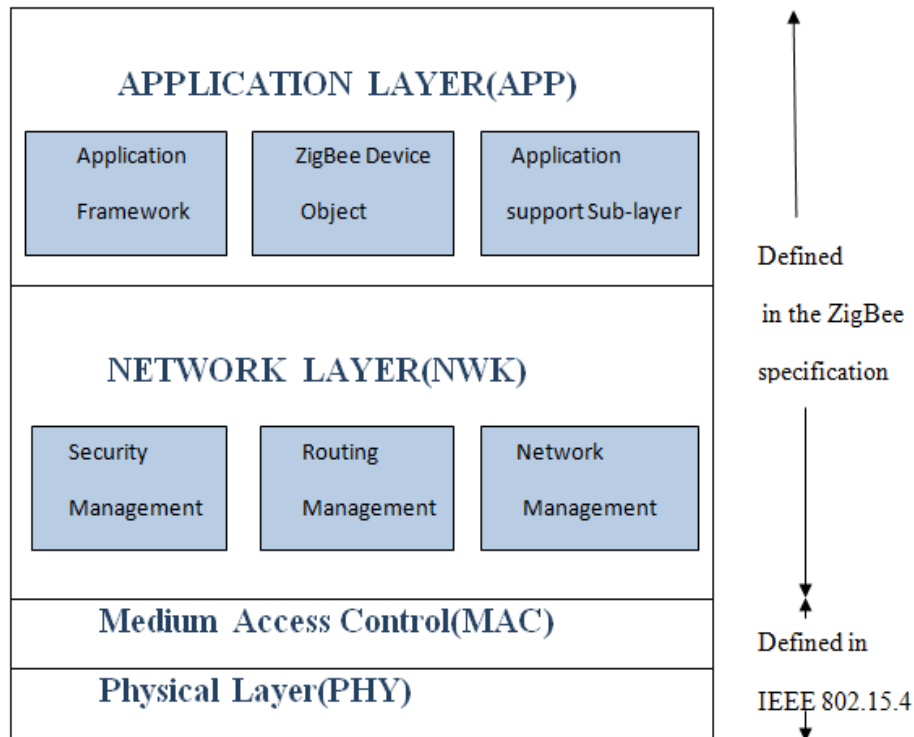 APPLICATION LAYER(APP)
Application
Framework
ZigBee Device
Object
Application
support Sub-layer
NETWORK LAYER(NWK)
Security
Management
Routing
Management
Network
Management
Medium Access Control(MAC)
Physical Layer(PHY)
Defined
in the ZigBee
specification
Defined in
IEEE 802.15.4